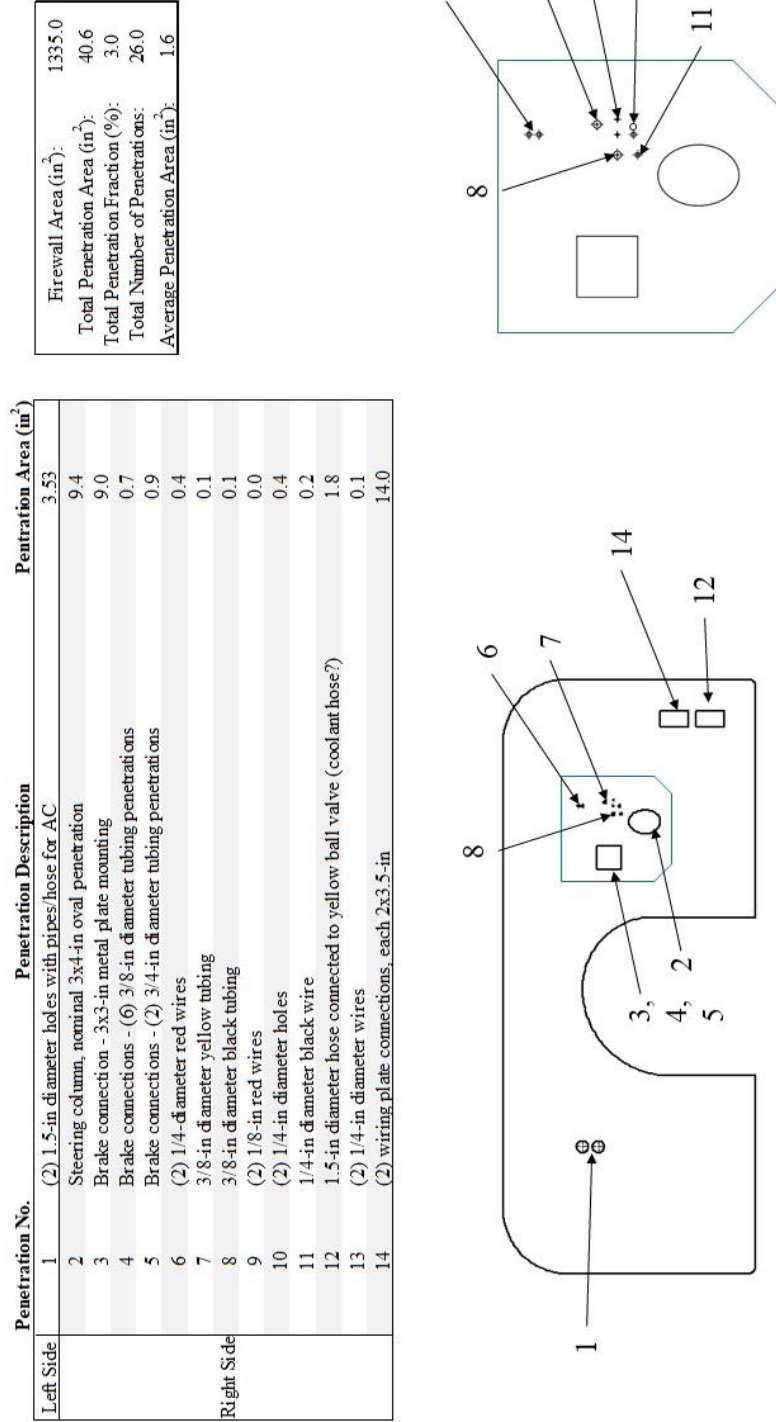 Penetration No. Penetration Description Pentration Area (in²)
Left Side 1 (2) 1.5-in diameter holes with pipes/hose for AC 3.53
2 Steering column, nominal 3x4-in oval penetration 9.4
3 Brake connection - 3x3-in metal plate mounting 9.0
4 Brake connections - (6) 3/8-in diameter tubing penetrations 0.7
5 Brake connections - (2) 3/4-in diameter tubing penetrations 0.9
6 (2) 1/4-diameter red wires 0.4
7 3/8-in diameter yellow tubing 0.1
Right Side 8 3/8-in diameter black tubing 0.1
9 (2) 1/8-in red wires 0.0
10 (2) 1/4-in diameter holes 0.4
11 1/4-in diameter black wire 0.2
12 1.5-in diameter hose connected to yellow ball valve (coolant hose?) 1.8
13 (2) 1/4-in diameter wires 0.1
14 (2) wiring plate connections, each 2x3.5-in 14.0
Firewall Area (in²): 1335.0
Total Penetration Area (in²): 40.6
Total Penetration Fraction (%): 3.0
Total Number of Penetrations: 26.0
Average Penetration Area (in²): 1.6
1
3,
4,
5
2
8
6
7
14
12
8
11